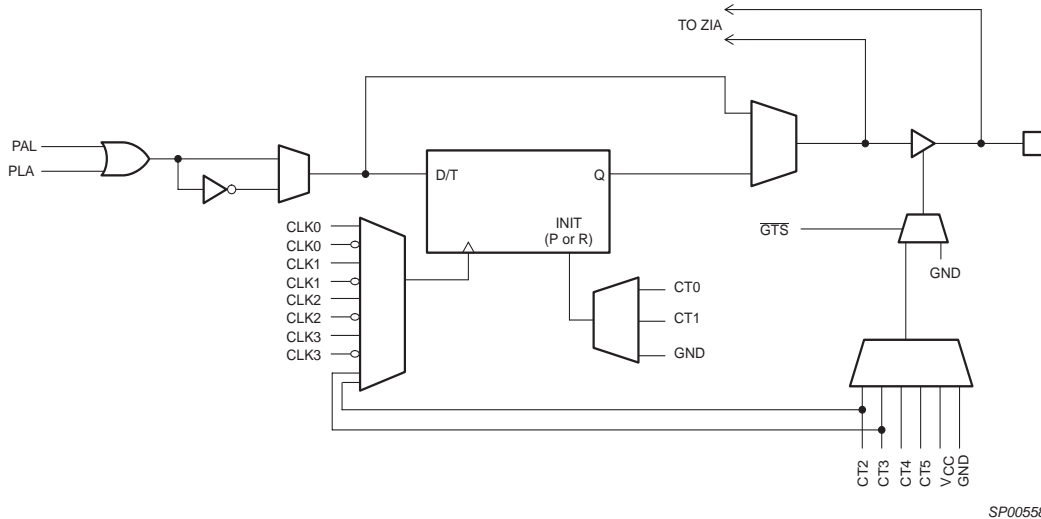 TO ZIA
PAL
PLA
D/T
Q
INIT
(P or R)
CLK0
CLK0
CLK1
CLK1
CLK2
CLK2
CLK3
CLK3
GTS
GND
CT0
CT1
GND
CT2
CT3
CT4
CT5
VCC
GND
SP00558